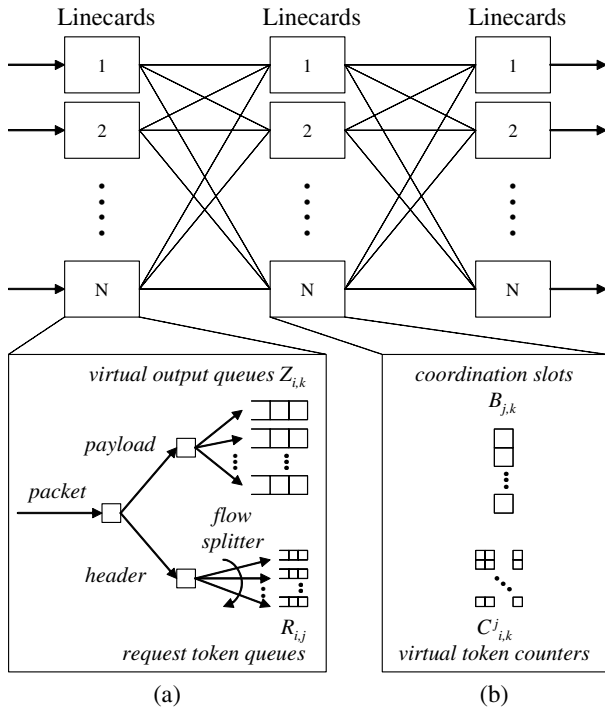 Linecards Linecards Linecards
1 1 1
2 2 2
N N N
virtual output queues Z_{i,k}
payload
packet
flow
splitter
header
R_{i,j}
request token queues
coordination slots
B_{j,k}
C^j_{i,k}
virtual token counters
(a) (b)